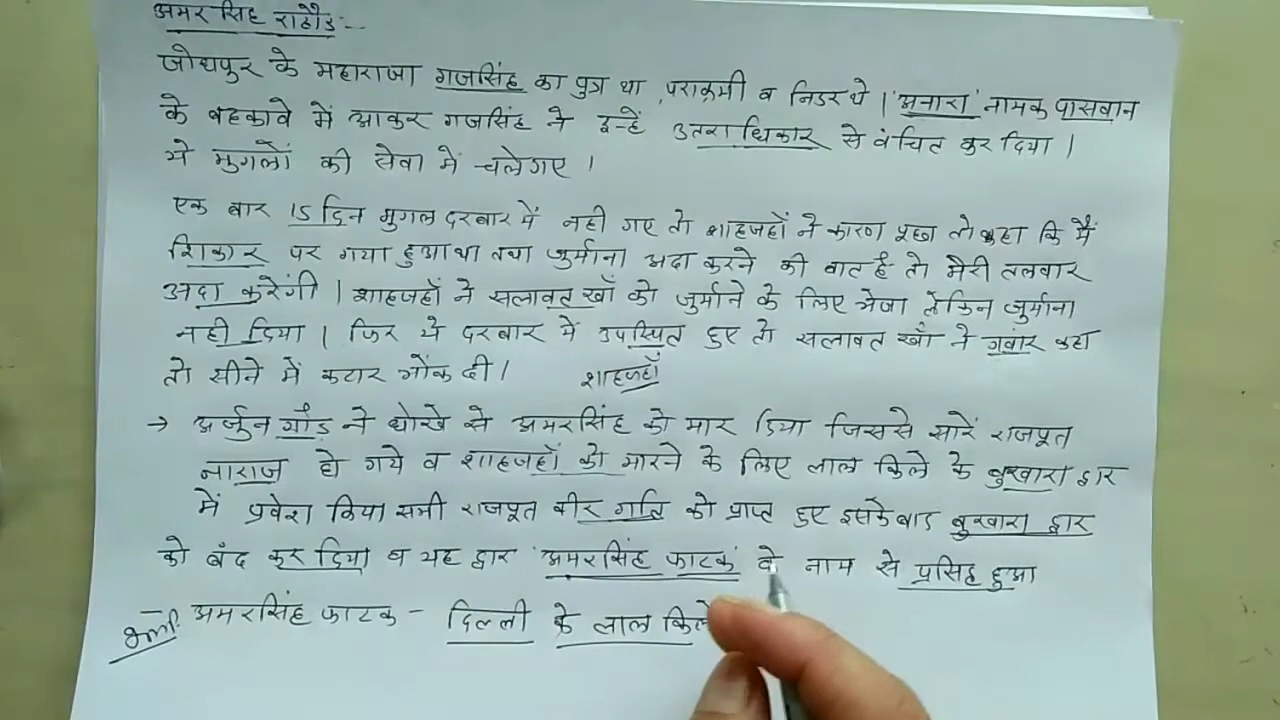 अमर सिंह राठौड़ :-
जोधपुर के महाराजा गजसिंह का पुत्र था , पराक्रमी व निडर थे । 'अनारा' नामक पासवान
के बहकावे में आकर गजसिंह ने इन्हें उतराधिकार से वंचित कर दिया ।
ये मुगलों की सेवा में चले गए ।
एक बार 15 दिन मुगल दरबार में नही गए तो शाहजहाँ ने कारण पूछा तो कहा कि मैं
शिकार पर गया हुआ था तथा जुर्माना अदा करने की बात है तो मेरी तलवार
अदा करेंगी । शाहजहाँ ने सलावत खाँ को जुर्माने के लिए भेजा लेकिन जुर्माना
नही दिया । फिर ये दरबार में उपस्थित हुए तो सलावत खाँ ने गवांर कहा
तो सीने में कटार भोंक दी । शाहजहाँ
→ अर्जुन गौड़ ने धोखे से अमरसिंह को मार दिया जिससे सारें राजपूत
नाराज हो गये व शाहजहाँ को मारने के लिए लाल किले के बुखारा द्वार
में प्रवेश किया सभी राजपूत वीर गति को प्राप्त हुए इसके बाद बुखारा द्वार
को बंद कर दिया व यह द्वार 'अमरसिंह फाटक' के नाम से प्रसिद्द हुआ
Imp. अमरसिंह फाटक - दिल्ली के लाल किले